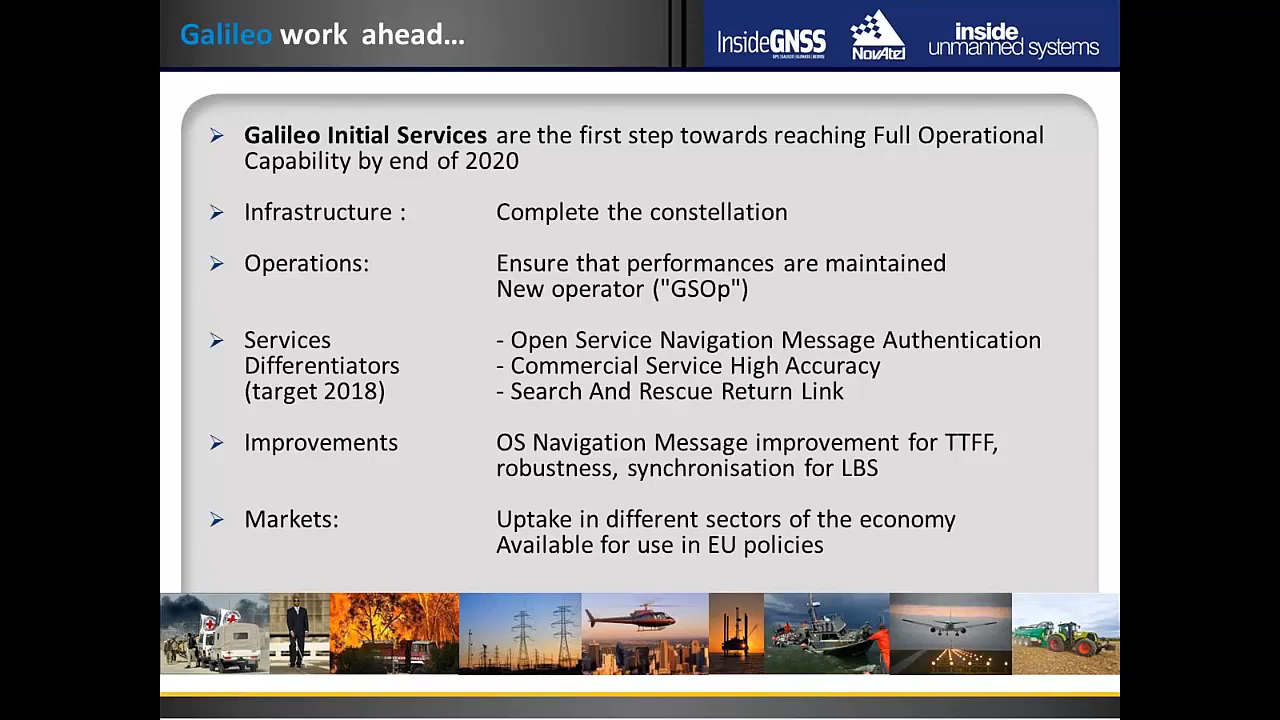 Galileo work ahead...
InsideGNSS
NovAtel
inside
unmanned systems
Galileo Initial Services are the first step towards reaching Full Operational
Capability by end of 2020
Infrastructure : Complete the constellation
Operations: Ensure that performances are maintained
New operator ("GSOp")
Services - Open Service Navigation Message Authentication
Differentiators - Commercial Service High Accuracy
(target 2018) - Search And Rescue Return Link
Improvements OS Navigation Message improvement for TTFF,
robustness, synchronisation for LBS
Markets: Uptake in different sectors of the economy
Available for use in EU policies